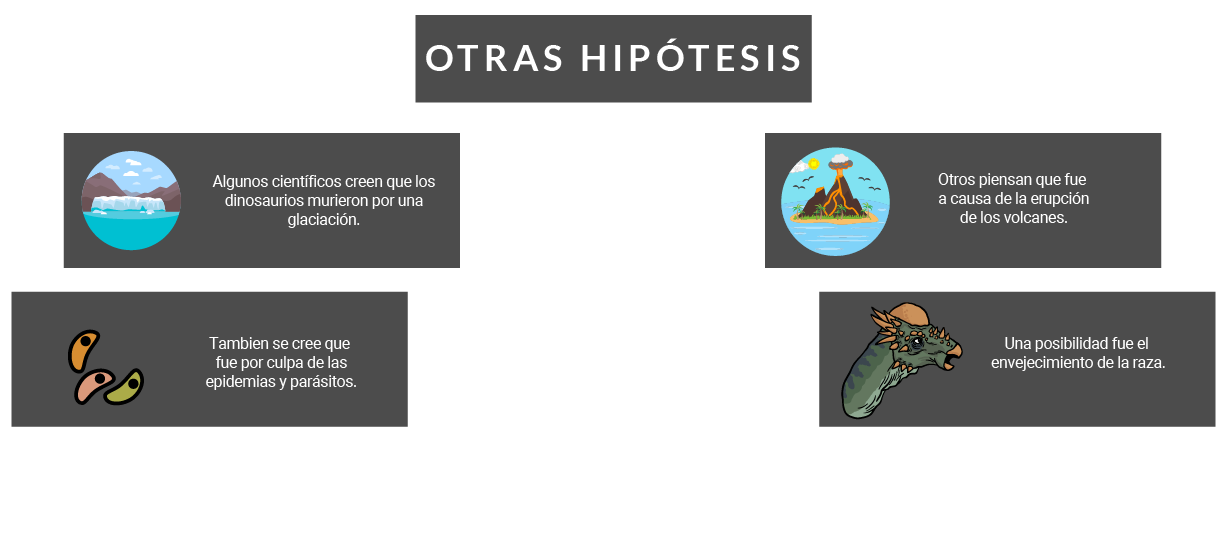 OTRAS HIPÓTESIS
Algunos científicos creen que los
dinosaurios murieron por una
glaciación.
Otros piensan que fue
a causa de la erupción
de los volcanes.
Tambien se cree que
fue por culpa de las
epidemias y parásitos.
Una posibilidad fue el
envejecimiento de la raza.